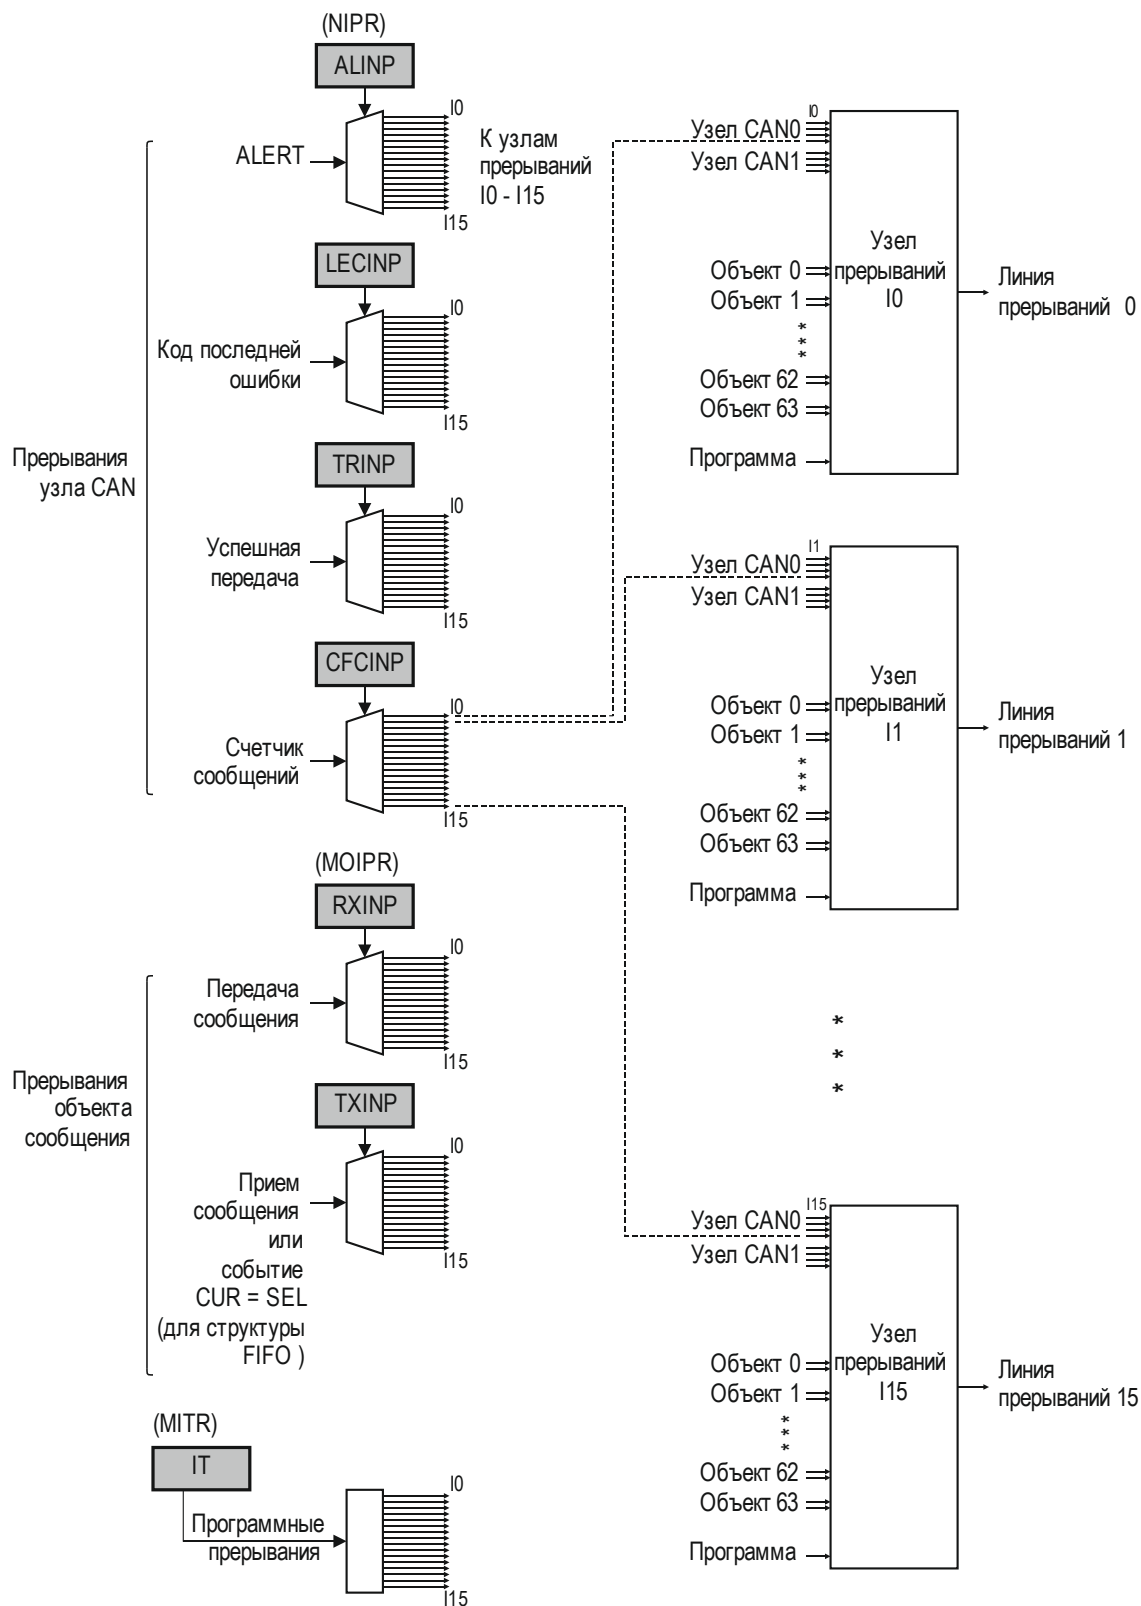 (NIPR)
ALINP
I0
ALERT
I15
К узлам
прерываний
I0 - I15
LECINP
I0
Код последней
ошибки
I15
Прерывания
узла CAN
TRINP
I0
Успешная
передача
I15
CFCINP
I0
Счетчик
сообщений
I15
(MOIPR)
RXINP
I0
Передача
сообщения
I15
Прерывания
объекта
сообщения
TXINP
I0
Прием
сообщения
или
событие
CUR = SEL
(для структуры
FIFO )
I15
(MITR)
IT
I0
Программные
прерывания
I15
I0
Узел CAN0
Узел CAN1
Объект 0
Объект 1
***
Объект 62
Объект 63
Программа
Узел
прерываний
I0
Линия
прерываний 0
I1
Узел CAN0
Узел CAN1
Объект 0
Объект 1
***
Объект 62
Объект 63
Программа
Узел
прерываний
I1
Линия
прерываний 1
*
*
*
I15
Узел CAN0
Узел CAN1
Объект 0
Объект 1
***
Объект 62
Объект 63
Программа
Узел
прерываний
I15
Линия
прерываний 15